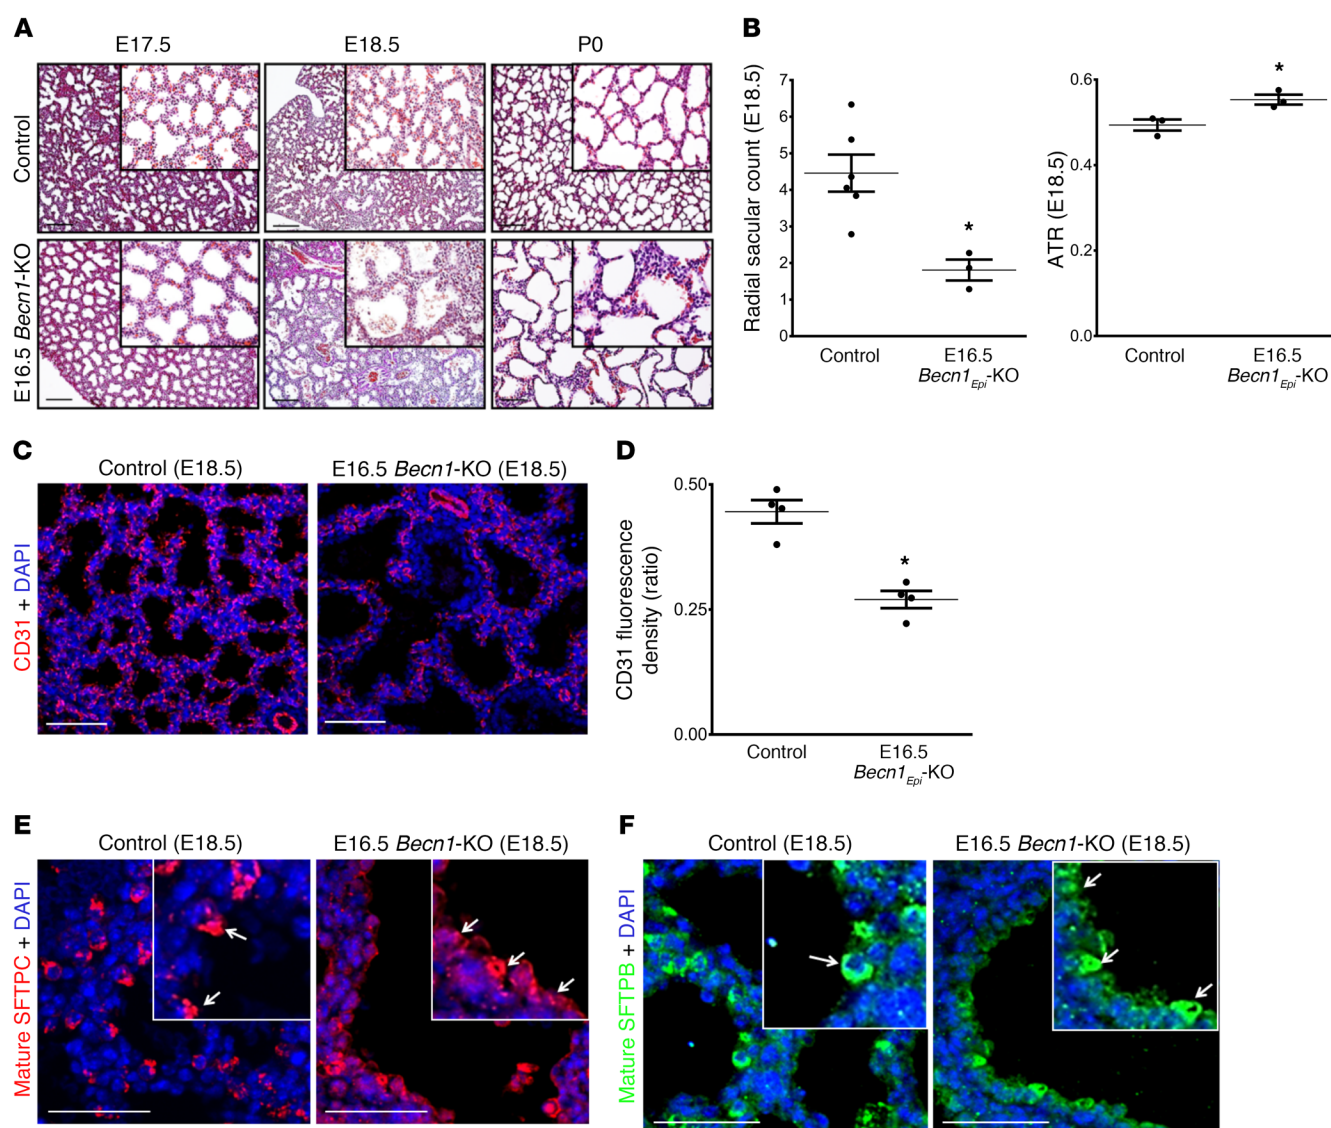 A
E17.5
E18.5
P0
Control
E16.5 Becn1-KO
B
Radial sacular count (E18.5)
7
6
5
4
3
2
1
0
*
Control
E16.5
Becn1Epi-KO
ATR (E18.5)
0.6
0.4
0.2
0.0
*
Control
E16.5
Becn1Epi-KO
C
Control (E18.5)
E16.5 Becn1-KO (E18.5)
CD31 + DAPI
D
CD31 fluorescence
density (ratio)
0.50
0.25
0.00
*
Control
E16.5
Becn1Epi-KO
E
Control (E18.5)
E16.5 Becn1-KO (E18.5)
Mature SFTPC + DAPI
F
Control (E18.5)
E16.5 Becn1-KO (E18.5)
Mature SFTPB + DAPI